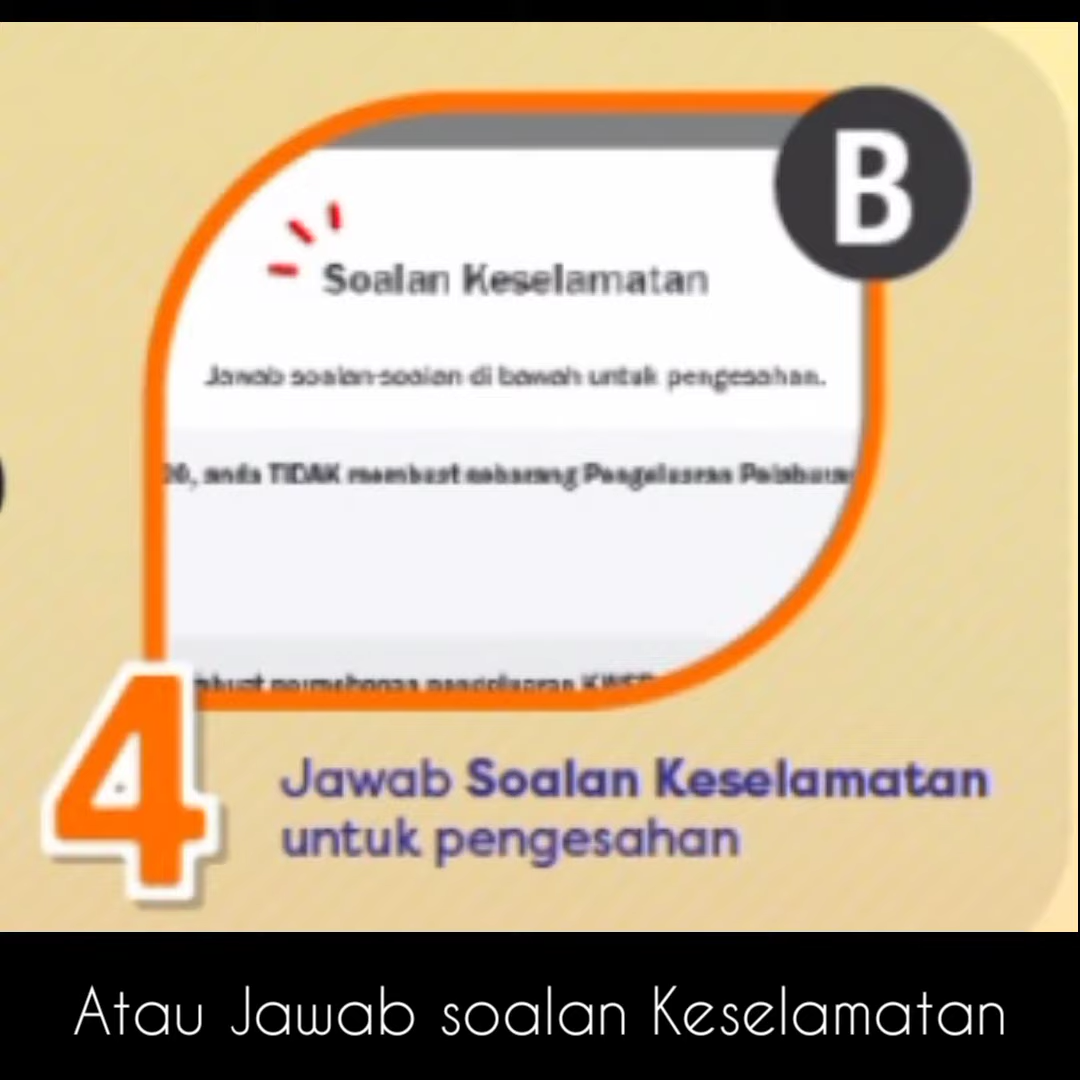 B
Soalan Keselamatan
Jawab soalan-soalan di bawah untuk pengesahan.
anda TIDAK membuat sebarang Pengeluaran
4
Jawab Soalan Keselamatan
untuk pengesahan
Atau Jawab soalan Keselamatan